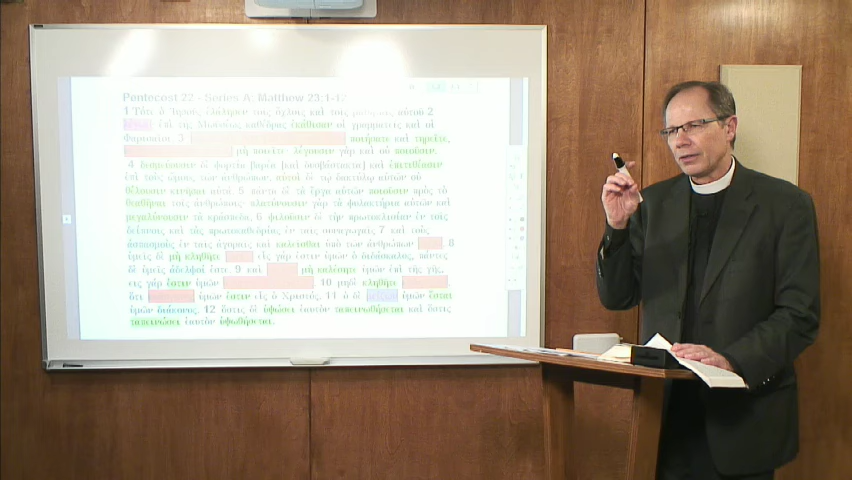 Pentecost 22 - Series A: Matthew 23:1-12
1 Τότε ὁ Ἰησοῦς ἐλάλησεν τοῖς ὄχλοις καὶ τοῖς μαθηταῖς αὐτοῦ 2
ἐπὶ τῆς Μωϋσέως καθέδρας ἐκάθισαν οἱ γραμματεῖς καὶ οἱ
Φαρισαῖοι. 3 ποιήσατε καὶ τηρεῖτε,
μὴ ποιεῖτε· λέγουσιν γὰρ καὶ οὐ ποιοῦσιν.
4 δεσμεύουσιν δὲ φορτία βαρέα [καὶ δυσβάστακτα] καὶ ἐπιτιθέασιν
ἐπὶ τοὺς ὤμους τῶν ἀνθρώπων, αὐτοὶ δὲ τῷ δακτύλῳ αὐτῶν οὐ
θέλουσιν κινῆσαι αὐτά. 5 πάντα δὲ τὰ ἔργα αὐτῶν ποιοῦσιν πρὸς τὸ
θεαθῆναι τοῖς ἀνθρώποις· πλατύνουσιν γὰρ τὰ φυλακτήρια αὐτῶν καὶ
μεγαλύνουσιν τὰ κράσπεδα, 6 φιλοῦσιν δὲ τὴν πρωτοκλισίαν ἐν τοῖς
δείπνοις καὶ τὰς πρωτοκαθεδρίας ἐν ταῖς συναγωγαῖς 7 καὶ τοὺς
ἀσπασμοὺς ἐν ταῖς ἀγοραῖς καὶ καλεῖσθαι ὑπὸ τῶν ἀνθρώπων 8
ὑμεῖς δὲ μὴ κληθῆτε εἷς γάρ ἐστιν ὑμῶν ὁ διδάσκαλος, πάντες
δὲ ὑμεῖς ἀδελφοί ἐστε. 9 καὶ μὴ καλέσητε ὑμῶν ἐπὶ τῆς γῆς,
εἷς γάρ ἐστιν ὑμῶν 10 μηδὲ κληθῆτε
ὅτι ὑμῶν ἐστιν εἷς ὁ Χριστός. 11 ὁ δὲ ὑμῶν ἔσται
ὑμῶν διάκονος. 12 ὅστις δὲ ὑψώσει ἑαυτὸν ταπεινωθήσεται καὶ ὅστις
ταπεινώσει ἑαυτὸν ὑψωθήσεται.